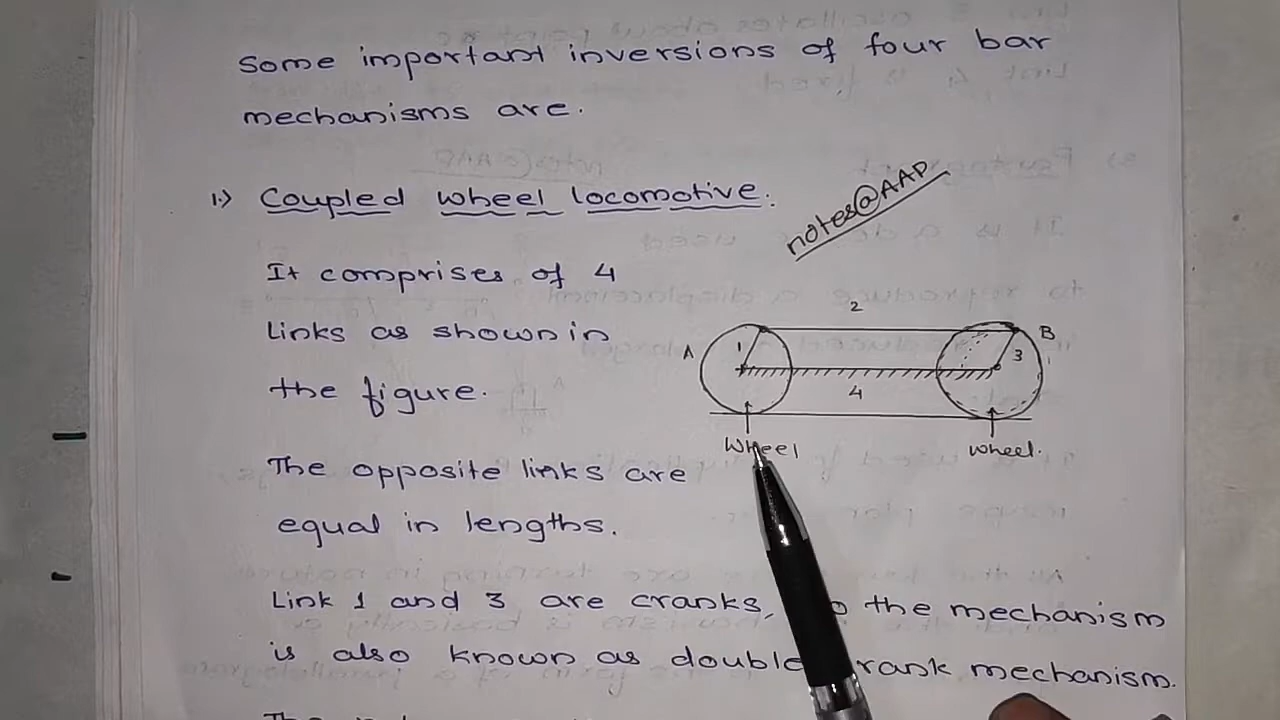 Some important inversions of four bar
mechanisms are.
1.) Coupled wheel locomotive.
notes@AAP
It comprises of 4
links as shown in
the figure.
2
A
1
B
3
4
Wheel
wheel.
The opposite links are
equal in lengths.
Link 1 and 3 are cranks, the mechanism
is also known as double rank mechanism.